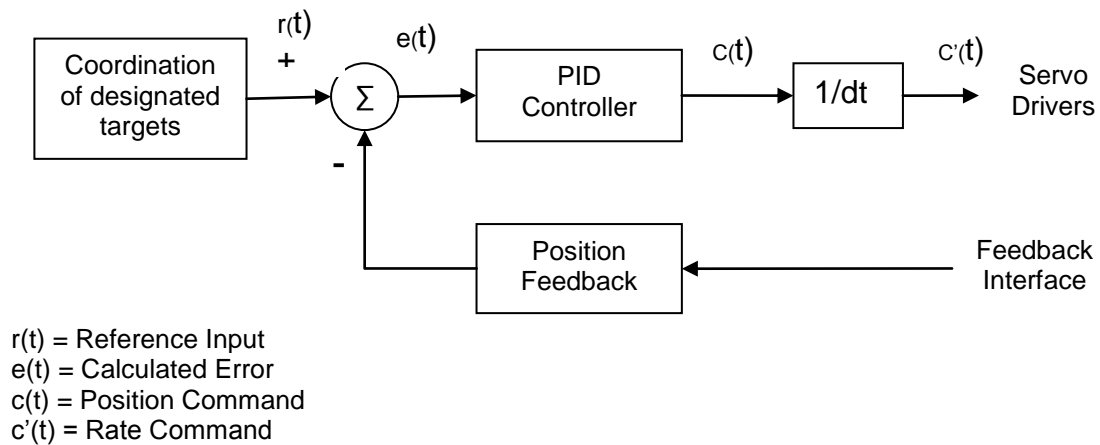 r(t)
+
e(t)
Coordination
of designated
targets
Σ
PID
Controller
C(t)
1/dt
C'(t)
Servo
Drivers
-
Position
Feedback
Feedback
Interface
r(t) = Reference Input
e(t) = Calculated Error
c(t) = Position Command
c’(t) = Rate Command